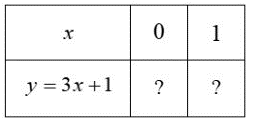 x 0 1
y = 3x + 1 ? ?